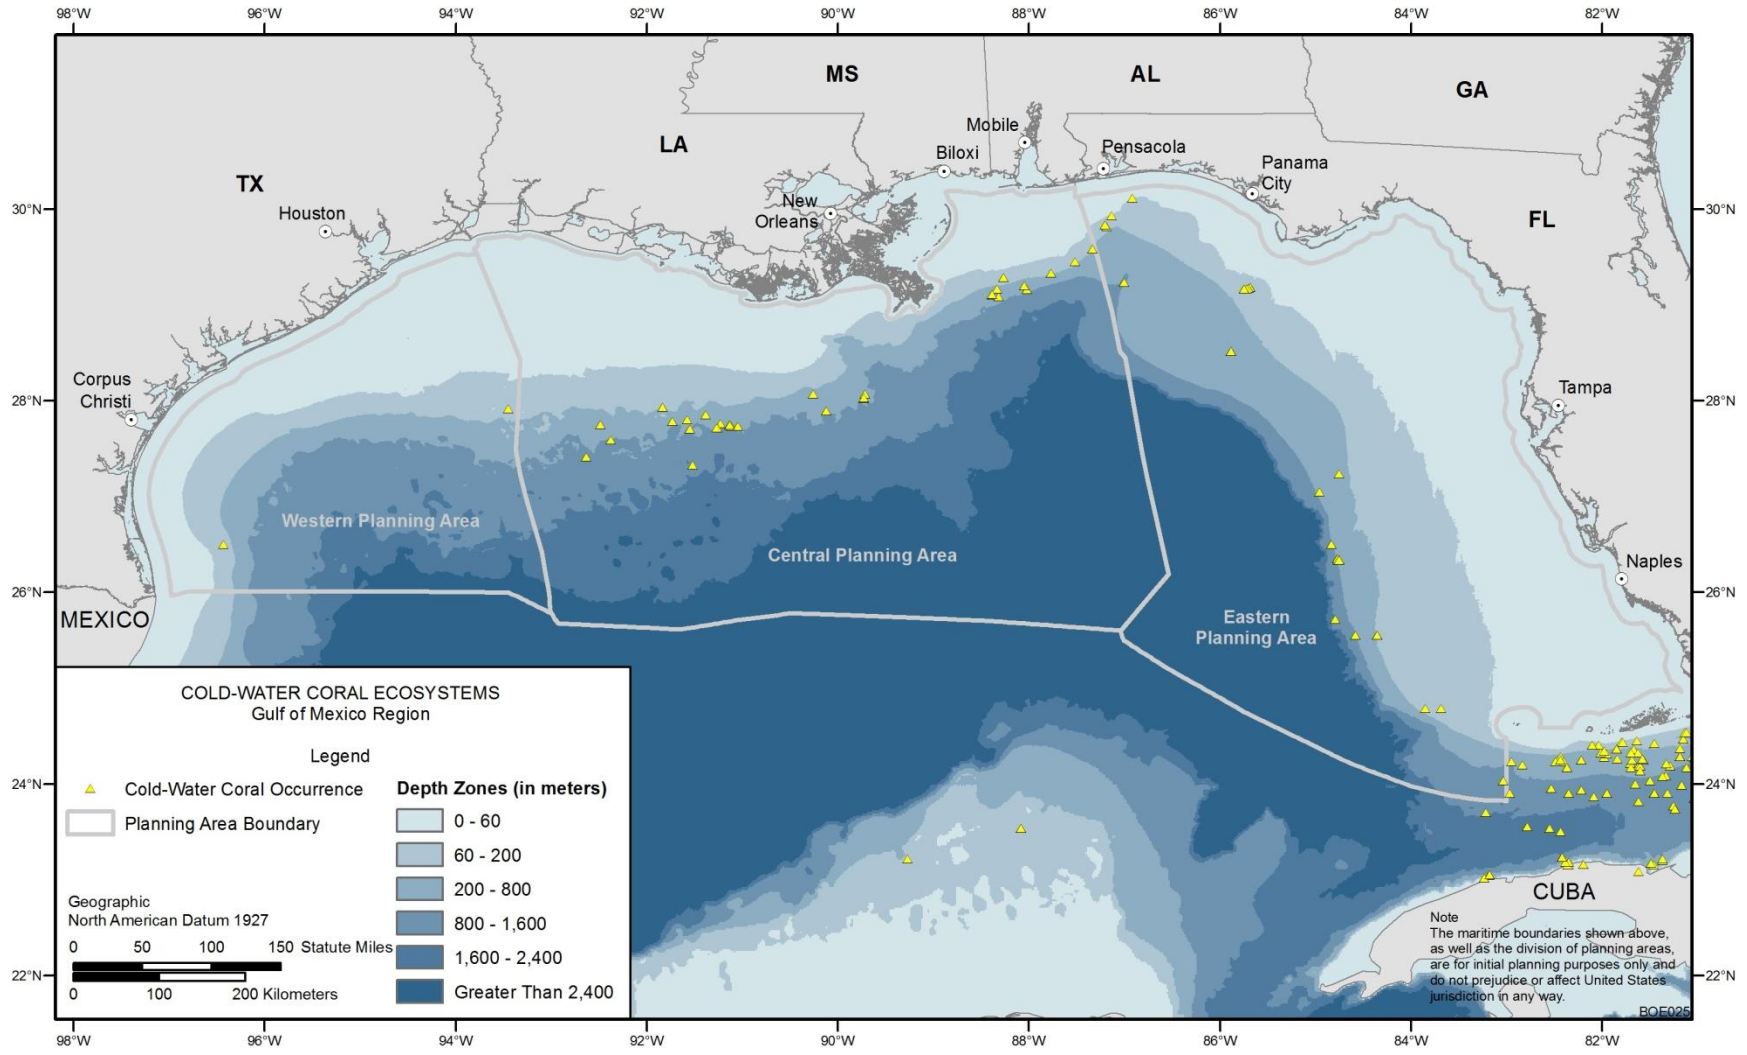 98°W 96°W 94°W 92°W 90°W 88°W 86°W 84°W 82°W
MS
AL
GA
Mobile
Biloxi
Pensacola
LA
Panama
City
TX
New
Orleans
30°N
30°N
Houston
FL
Corpus
Christi
28°N
28°N
Tampa
Western Planning Area
Central Planning Area
Naples
26°N
26°N
MEXICO
Eastern
Planning Area
COLD-WATER CORAL ECOSYSTEMS
Gulf of Mexico Region
Legend
Cold-Water Coral Occurrence
Planning Area Boundary
Depth Zones (in meters)
0 - 60
60 - 200
200 - 800
800 - 1,600
1,600 - 2,400
Greater Than 2,400
Geographic
North American Datum 1927
0 50 100 150 Statute Miles
0 100 200 Kilometers
24°N
CUBA
Note
The maritime boundaries shown above,
as well as the division of planning areas,
are for initial planning purposes only and
do not prejudice or affect United States
jurisdiction in any way.
BOE025
22°N
22°N
98°W 96°W 94°W 92°W 90°W 88°W 86°W 84°W 82°W